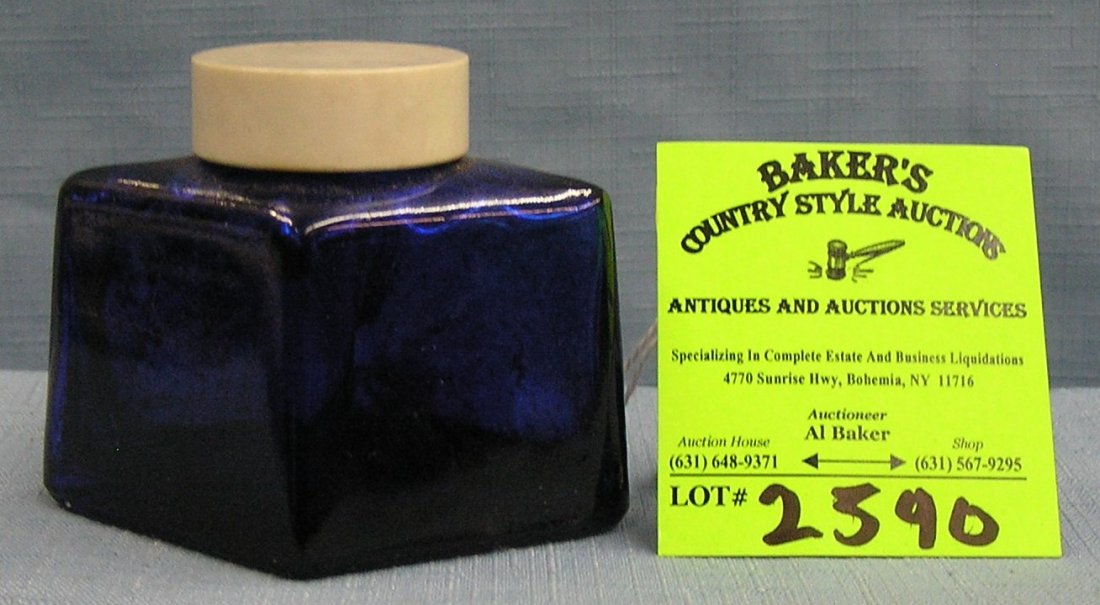 BAKER'S
COUNTRY STYLE AUCTIONS
ANTIQUES AND AUCTIONS SERVICES
Specializing In Complete Estate And Business Liquidations
4770 Sunrise Hwy, Bohemia, NY 11716
Auctioneer
Al Baker
Auction House
(631) 648-9371
Shop
(631) 567-9295
LOT# 2590